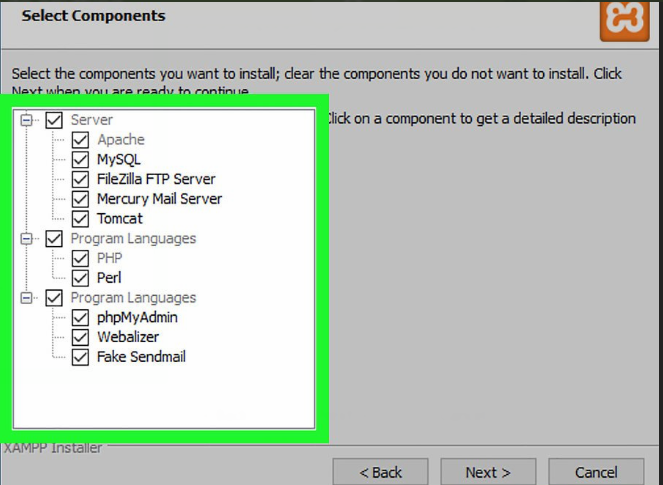 Select Components
Select the components you want to install; clear the components you do not want to install. Click
Next when you are ready to continue
Click on a component to get a detailed description
Server
Apache
MySQL
FileZilla FTP Server
Mercury Mail Server
Tomcat
Program Languages
PHP
Perl
Program Languages
phpMyAdmin
Webalizer
Fake Sendmail
XAMPP Installer
< Back
Next >
Cancel